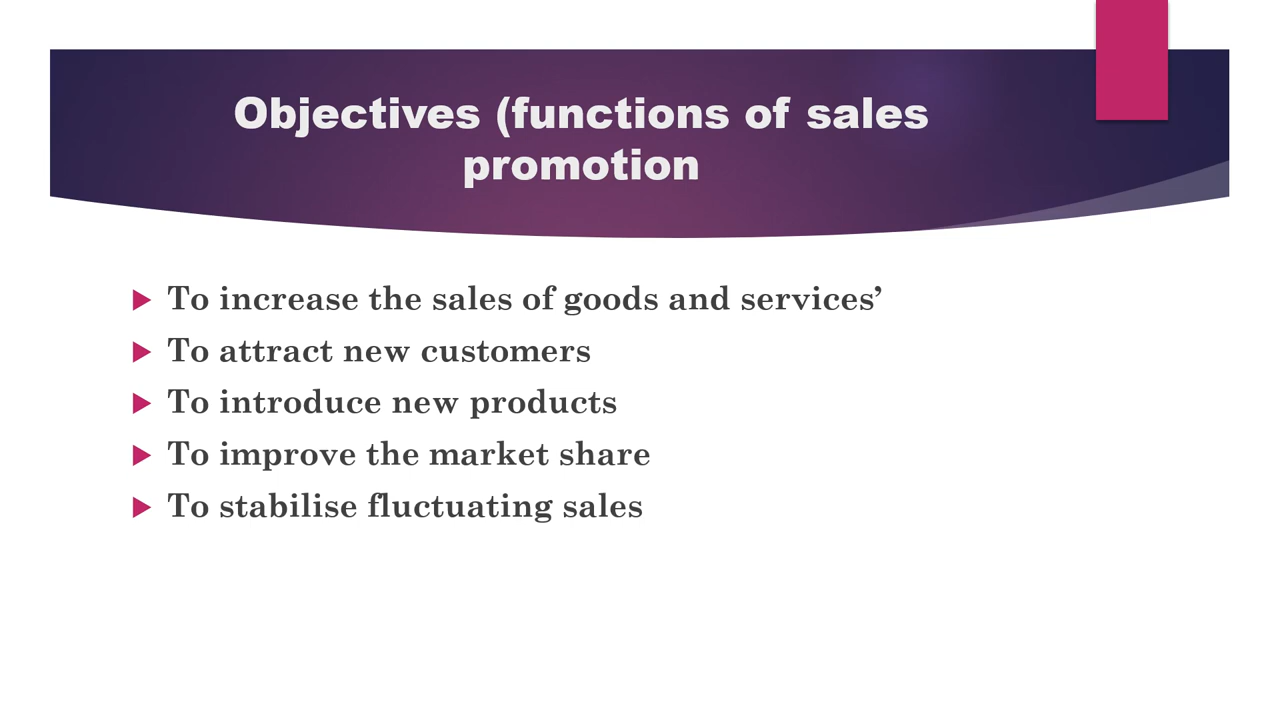 Objectives (functions of sales
promotion
To increase the sales of goods and services’
To attract new customers
To introduce new products
To improve the market share
To stabilise fluctuating sales